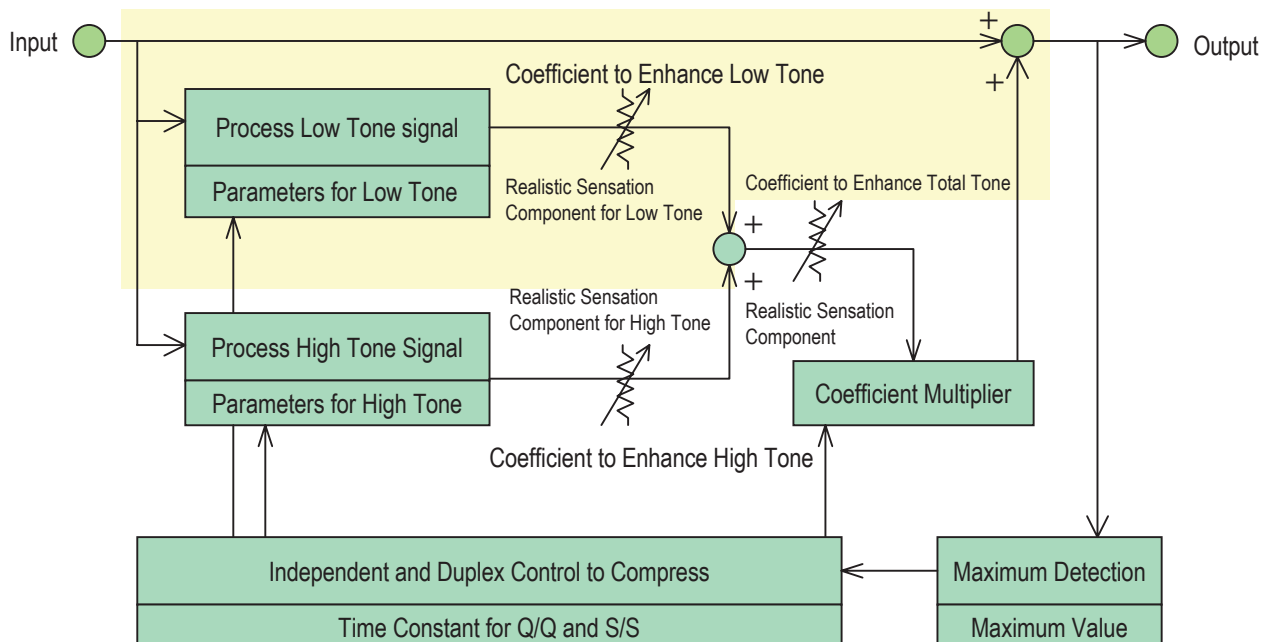 Input
+
Output
+
Coefficient to Enhance Low Tone
Process Low Tone signal
Parameters for Low Tone
Realistic Sensation
Component for Low Tone
Coefficient to Enhance Total Tone
+
+
Realistic Sensation
Component for High Tone
Realistic Sensation
Component
Process High Tone Signal
Parameters for High Tone
Coefficient Multiplier
Coefficient to Enhance High Tone
Independent and Duplex Control to Compress
Time Constant for Q/Q and S/S
Maximum Detection
Maximum Value